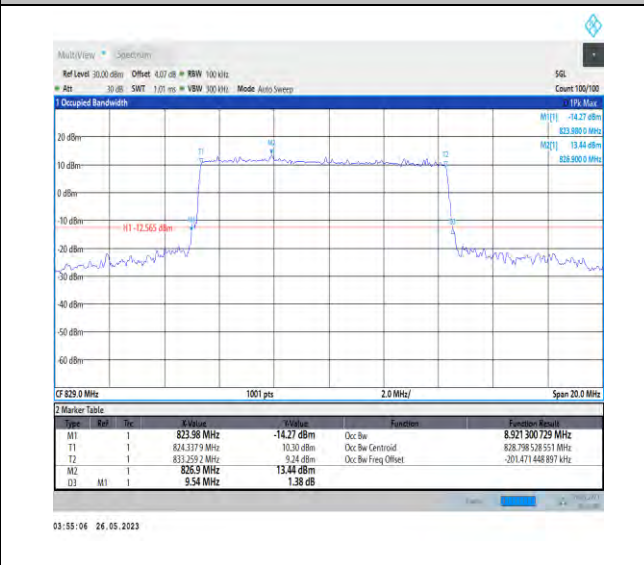 MultiView Spectrum
Ref Level 30.00 dBm Offset 4.07 dB RBW 100 kHz SGL
Att 30 dB SWT 1.01 ms VBW 300 kHz Mode Auto Sweep Count 100/100
1 Occupied Bandwidth 1Pk Max
M1[1] -14.27 dBm
823.980 0 MHz
M2[1] 13.44 dBm
826.900 0 MHz
20 dBm
T1
M2
T2
10 dBm
0 dBm
-10 dBm
H1 -12.565 dBm
-20 dBm
-30 dBm
-40 dBm
-50 dBm
-60 dBm
CF 829.0 MHz 1001 pts 2.0 MHz/ Span 20.0 MHz
2 Marker Table
Type Ref Trc X-Value Y-Value Function Function Result
M1 1 823.98 MHz -14.27 dBm Occ Bw 8.921 300 729 MHz
T1 1 824.337 9 MHz 10.30 dBm Occ Bw Centroid 828.798 528 551 MHz
T2 1 833.259 2 MHz 9.24 dBm Occ Bw Freq Offset -201.471 448 897 kHz
M2 1 826.9 MHz 13.44 dBm
D3 M1 1 9.54 MHz 1.38 dB
03:55:06 26.05.2023